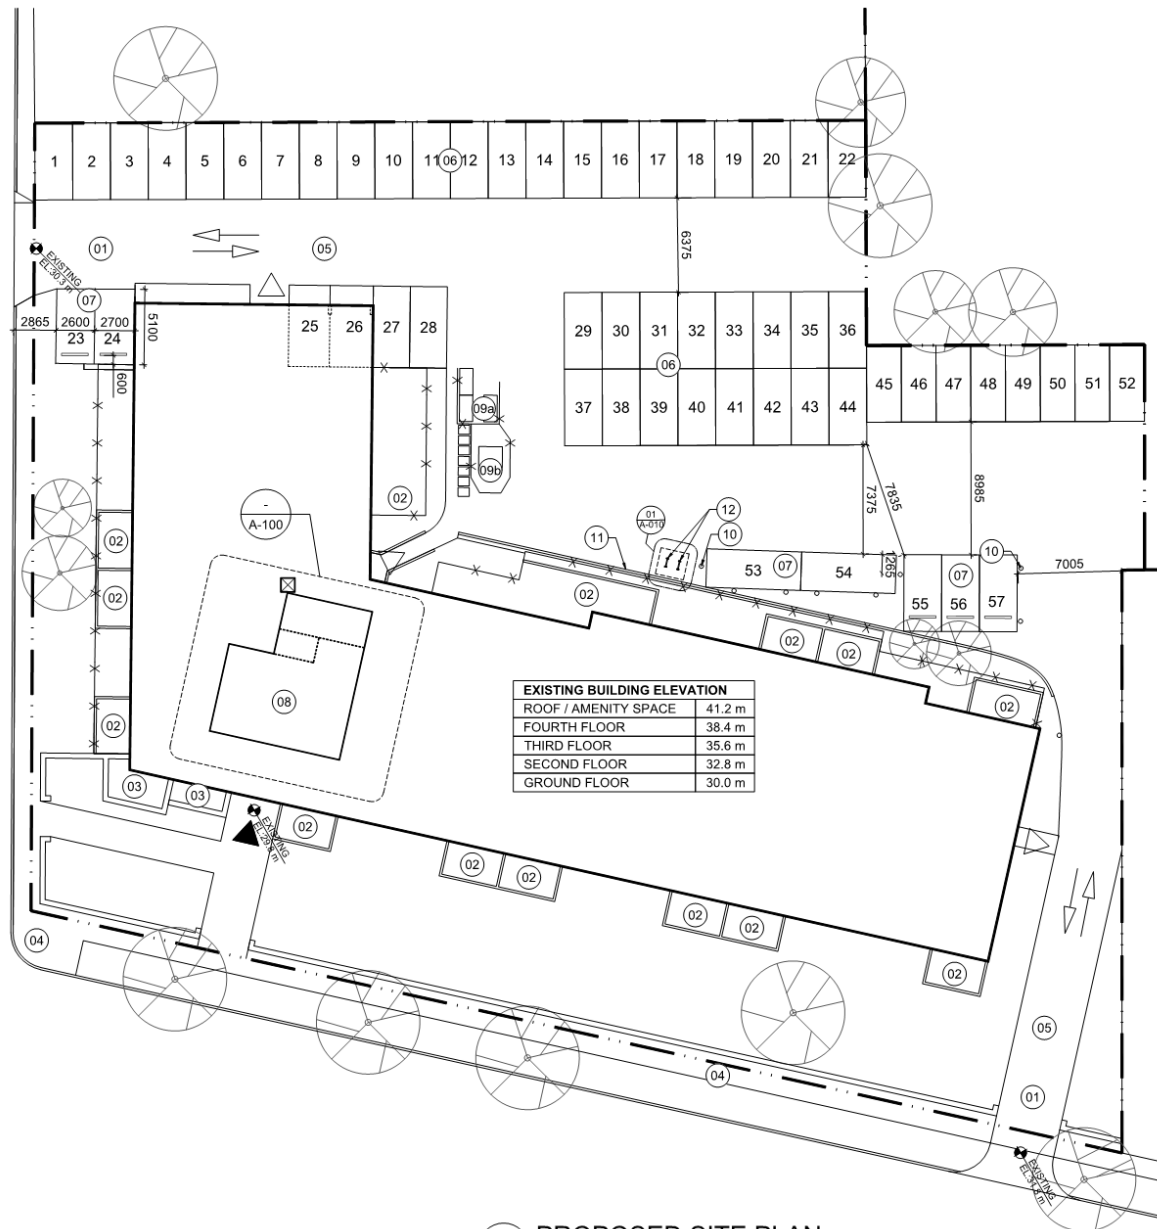 1 2 3 4 5 6 7 8 9 10 11 06 12 13 14 15 16 17 18 19 20 21 22
01
05
6375
EXISTING
EL:30.3 m
07
2865 2600 2700 5100
23 24
600
25 26 27 28
29 30 31 32 33 34 35 36
06
37 38 39 40 41 42 43 44
45 46 47 48 49 50 51 52
09a
09b
02
7375
7835
8985
-
A-100
01
A-010
12
10
11
53 07 54
1265
10
7005
07
55 56 57
02
02
02
02
02
02
02
08
EXISTING BUILDING ELEVATION
ROOF / AMENITY SPACE 41.2 m
FOURTH FLOOR 38.4 m
THIRD FLOOR 35.6 m
SECOND FLOOR 32.8 m
GROUND FLOOR 30.0 m
03
03
EXISTING
02
02
02
02
02
02
04
05
04
01
EXISTING
PROPOSED SITE PLAN